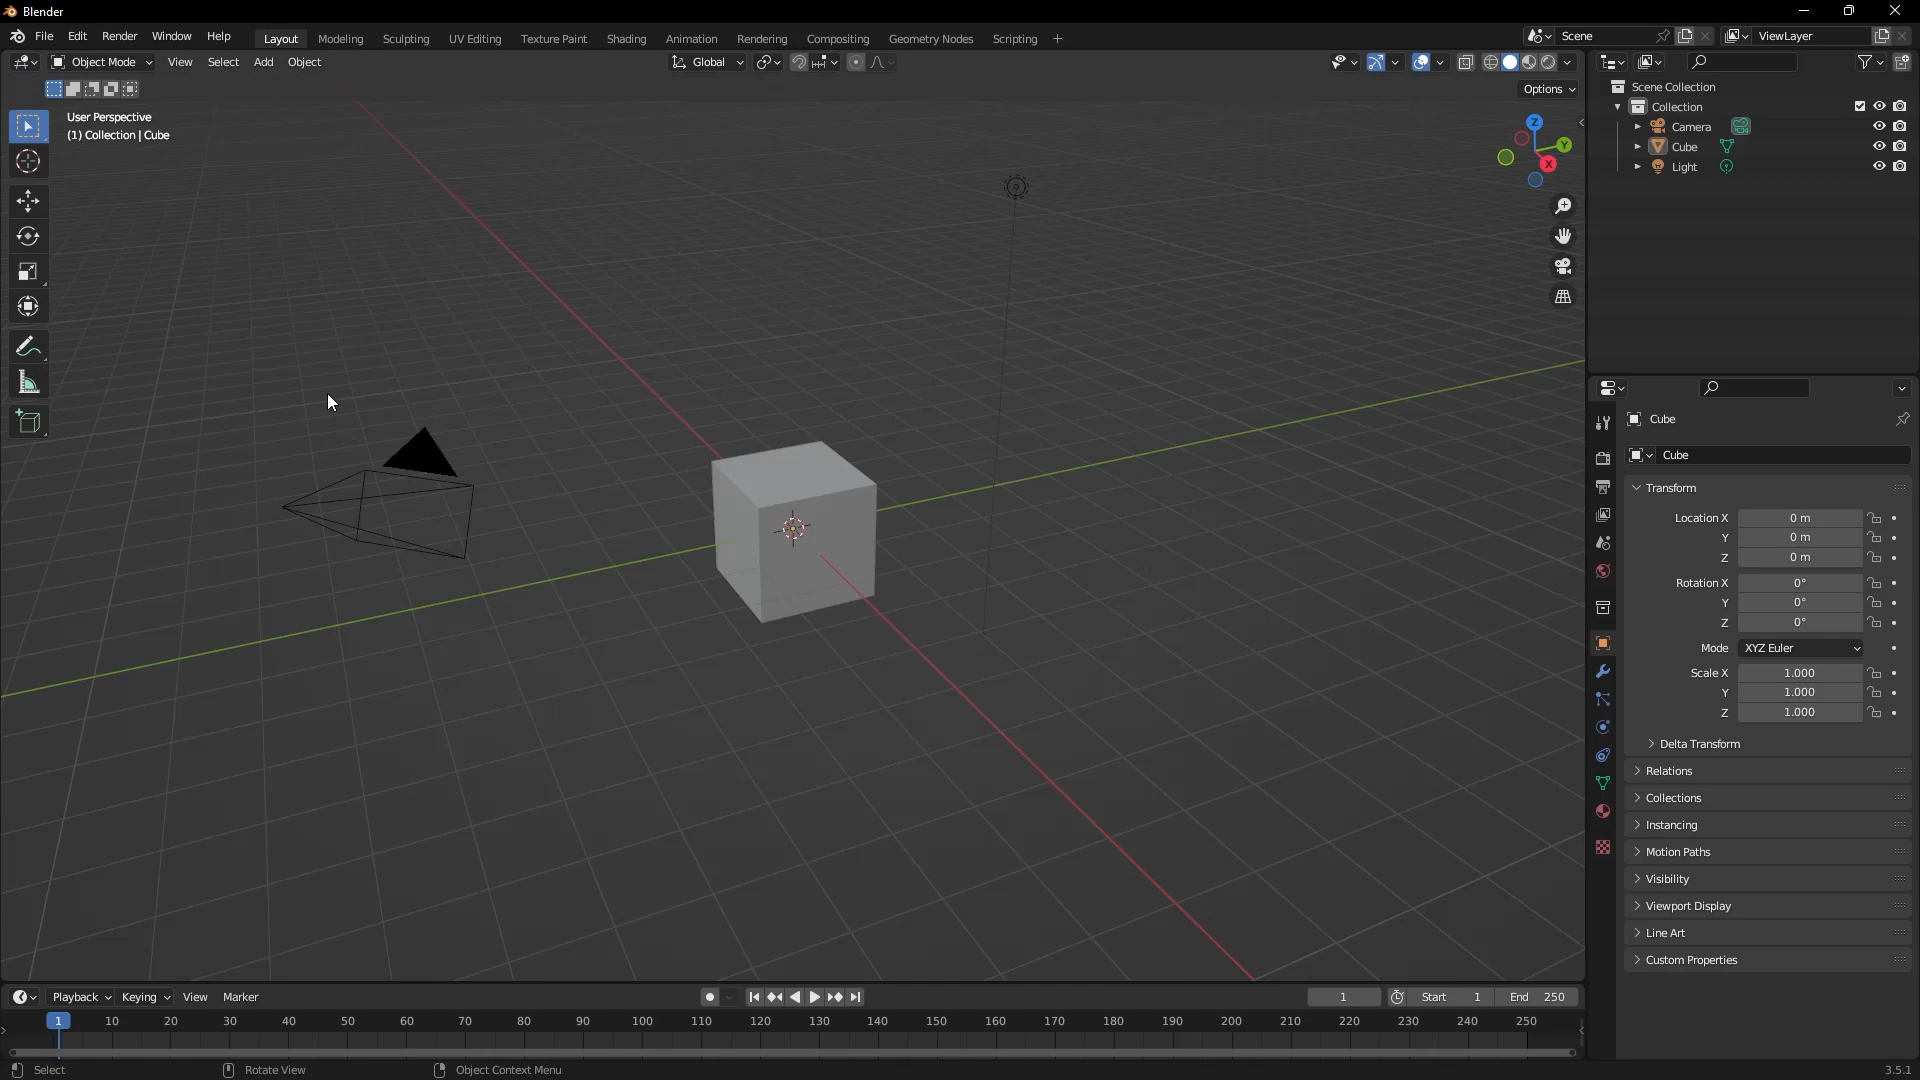 Blender
File Edit Render Window Help Layout Modeling Sculpting UV Editing Texture Paint Shading Animation Rendering Compositing Geometry Nodes Scripting + Scene ViewLayer
Object Mode View Select Add Object Global
Options
User Perspective
(1) Collection | Cube
Z
Y
X
Scene Collection
Collection
Camera
Cube
Light
Cube
Cube
Transform
Location X 0 m
Y 0 m
Z 0 m
Rotation X 0°
Y 0°
Z 0°
Mode XYZ Euler
Scale X 1.000
Y 1.000
Z 1.000
Delta Transform
Relations
Collections
Instancing
Motion Paths
Visibility
Viewport Display
Line Art
Custom Properties
Playback Keying View Marker 1 Start 1 End 250
1 10 20 30 40 50 60 70 80 90 100 110 120 130 140 150 160 170 180 190 200 210 220 230 240 250
Select Rotate View Object Context Menu 3.5.1